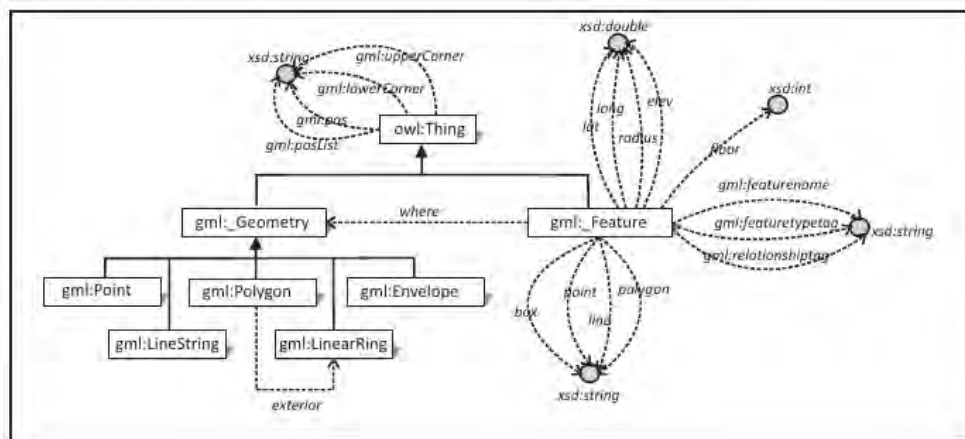 xsd:string
gml:upperCorner
gml:lowerCorner
gml:pos
gml:posList
owl:Thing
xsd:double
long
elev
lat
radius
xsd:int
floor
gml:_Geometry
where
gml:_Feature
gml:featurename
gml:featuretypetag
xsd:string
gml:relationshiptag
gml:Point
gml:Polygon
gml:Envelope
gml:LineString
gml:LinearRing
exterior
box
point
polygon
line
xsd:string